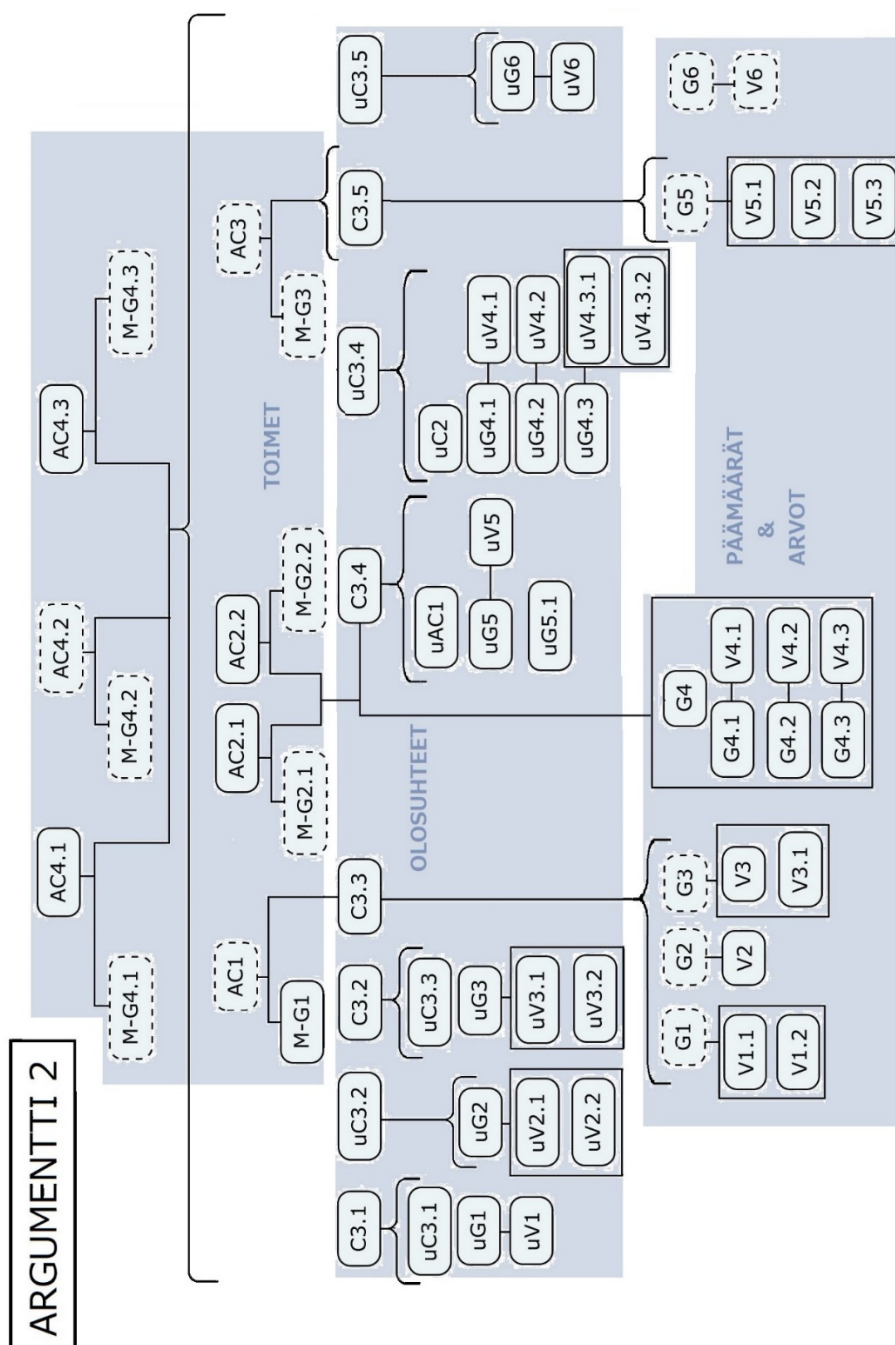 ARGUMENTTI 2
AC4.1
AC4.2
AC4.3
M-G4.1
M-G4.2
M-G4.3
TOIMET
AC1
AC2.1
AC2.2
AC3
M-G1
M-G2.1
M-G2.2
M-G3
OLOSUHTEET
C3.1
uC3.2
C3.2
C3.3
C3.4
uC3.4
C3.5
uC3.5
uC3.1
uG1
uV1
uG2
uV2.1
uV2.2
uC3.3
uG3
uV3.1
uV3.2
uAC1
uG5
uV5
uG5.1
uC2
uG4.1
uV4.1
uG4.2
uV4.2
uG4.3
uV4.3.1
uV4.3.2
uG6
uV6
PÄÄMÄÄRÄT
&
ARVOT
G1
V1.1
V1.2
G2
V2
G3
V3
V3.1
G4
G4.1
V4.1
G4.2
V4.2
G4.3
V4.3
G5
V5.1
V5.2
V5.3
G6
V6